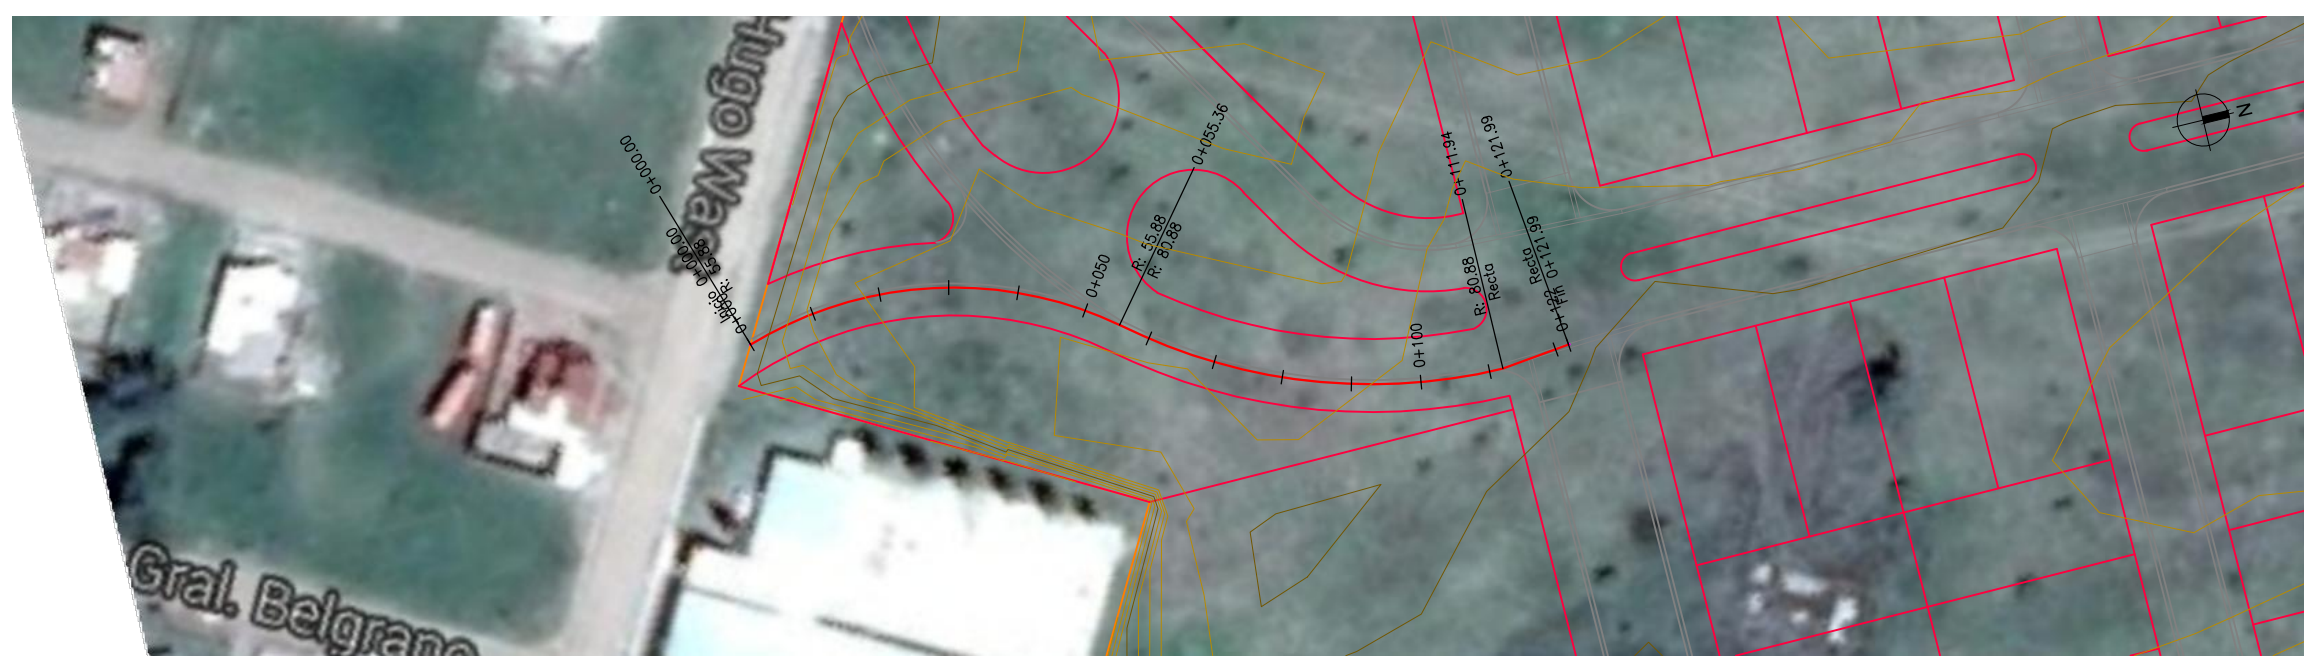 Hugo Was
0+000.00
Inicio 0+000.00
R: 55.88
0+055.36
R: 55.88
R: 80.88
0+050
0+111.94
R: 80.88
Recta
0+100
0+121.99
Recta
Fin 0+121.99
0+122
N
Gral. Belgrano